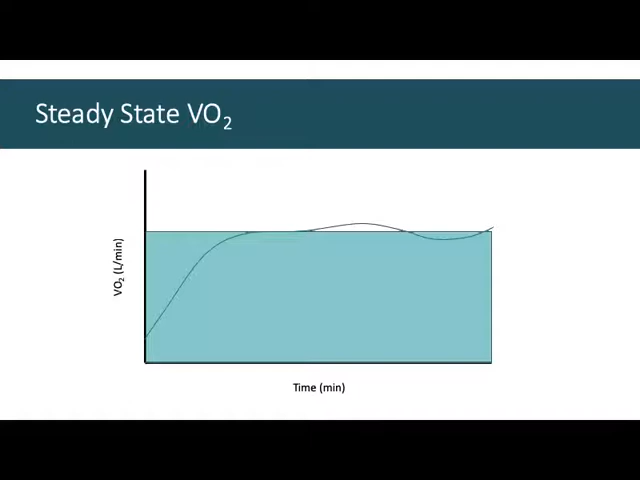 Steady State VO₂
VO₂ (L/min)
Time (min)